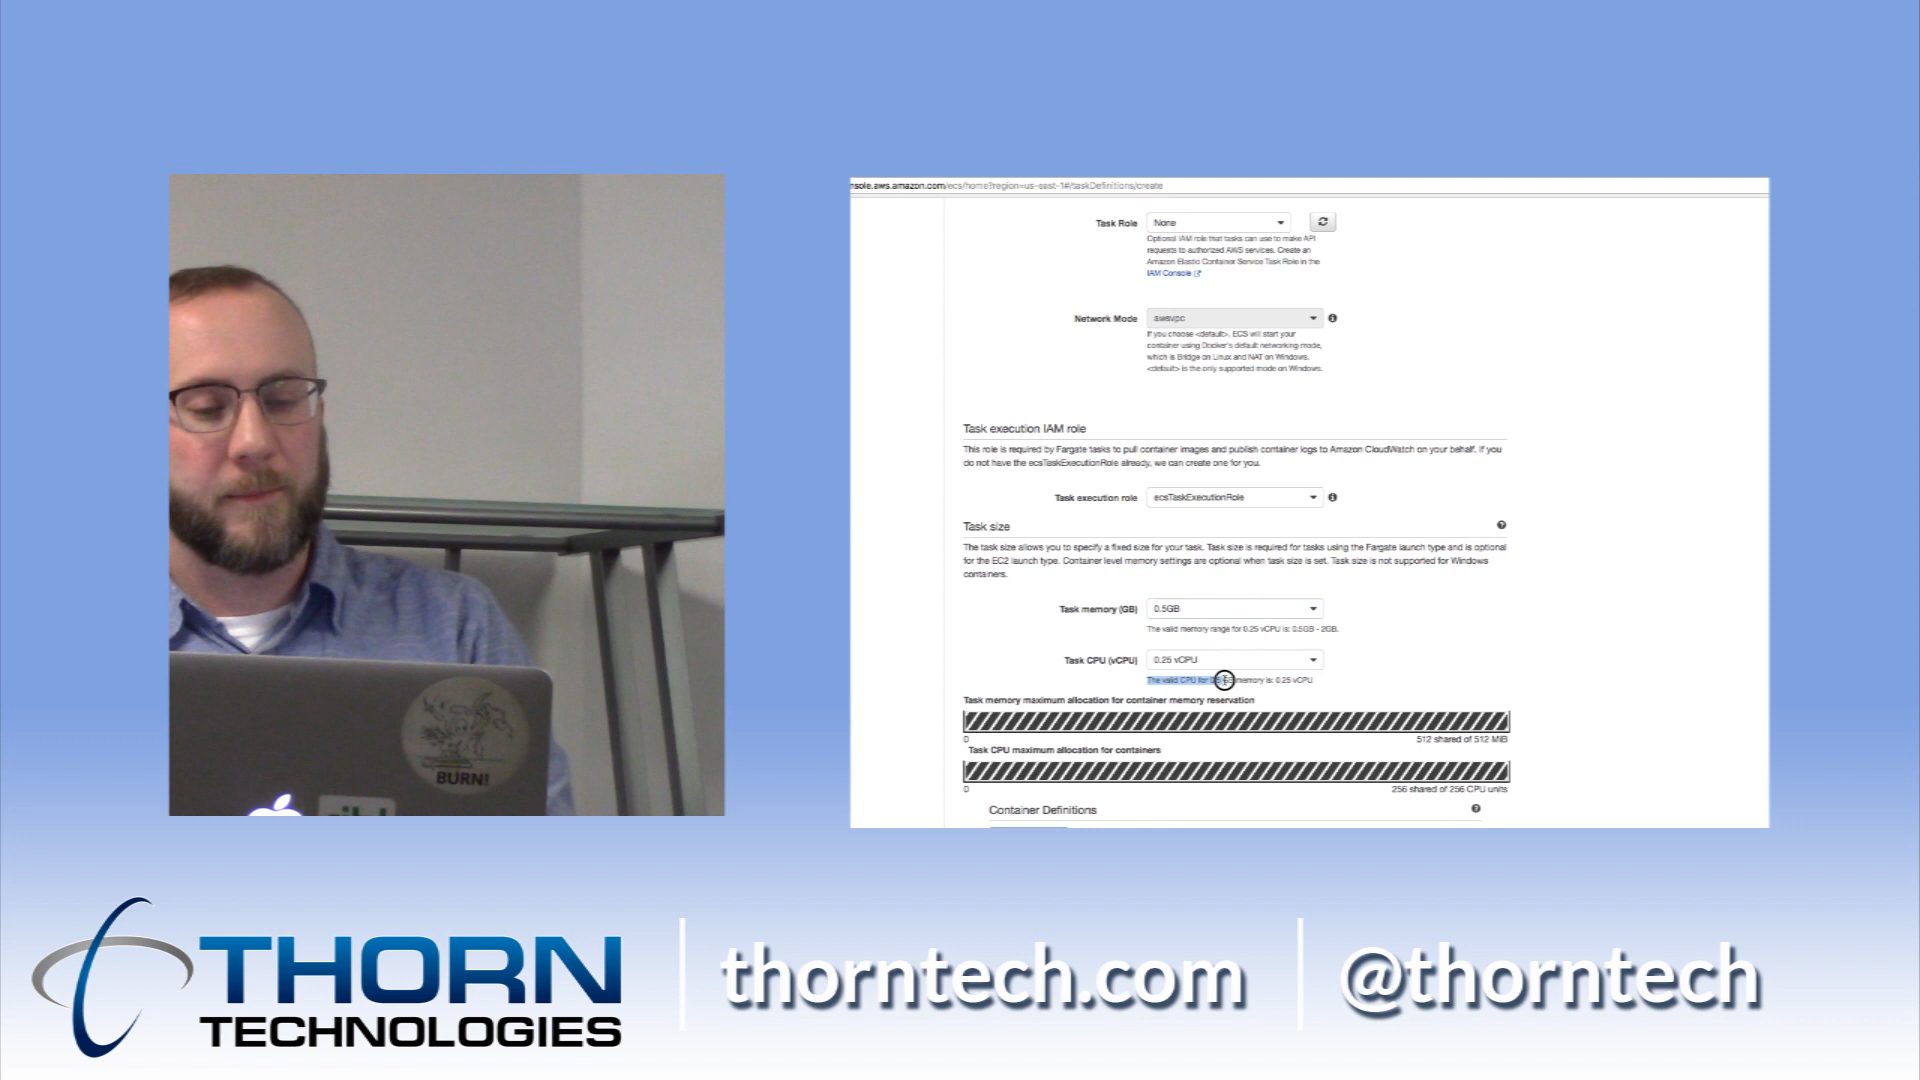 nsole.aws.amazon.com/ecs/home?region=us-east-1#/taskDefinitions/create
Task Role
None
Optional IAM role that tasks can use to make API
requests to authorized AWS services. Create an
Amazon Elastic Container Service Task Role in the
IAM Console
Network Mode
awsvpc
If you choose <default>, ECS will start your
container using Docker's default networking mode,
which is Bridge on Linux and NAT on Windows.
<default> is the only supported mode on Windows.
Task execution IAM role
This role is required by Fargate tasks to pull container images and publish container logs to Amazon CloudWatch on your behalf. If you
do not have the ecsTaskExecutionRole already, we can create one for you.
Task execution role
ecsTaskExecutionRole
Task size
The task size allows you to specify a fixed size for your task. Task size is required for tasks using the Fargate launch type and is optional
for the EC2 launch type. Container level memory settings are optional when task size is set. Task size is not supported for Windows
containers.
Task memory (GB)
0.5GB
The valid memory range for 0.25 vCPU is: 0.5GB - 2GB.
Task CPU (vCPU)
0.25 vCPU
The valid CPU for memory is: 0.25 vCPU
Task memory maximum allocation for container memory reservation
0
512 shared of 512 MiB
Task CPU maximum allocation for containers
0
256 shared of 256 CPU units
Container Definitions
BURN!
THORN
TECHNOLOGIES
thorntech.com
@thorntech